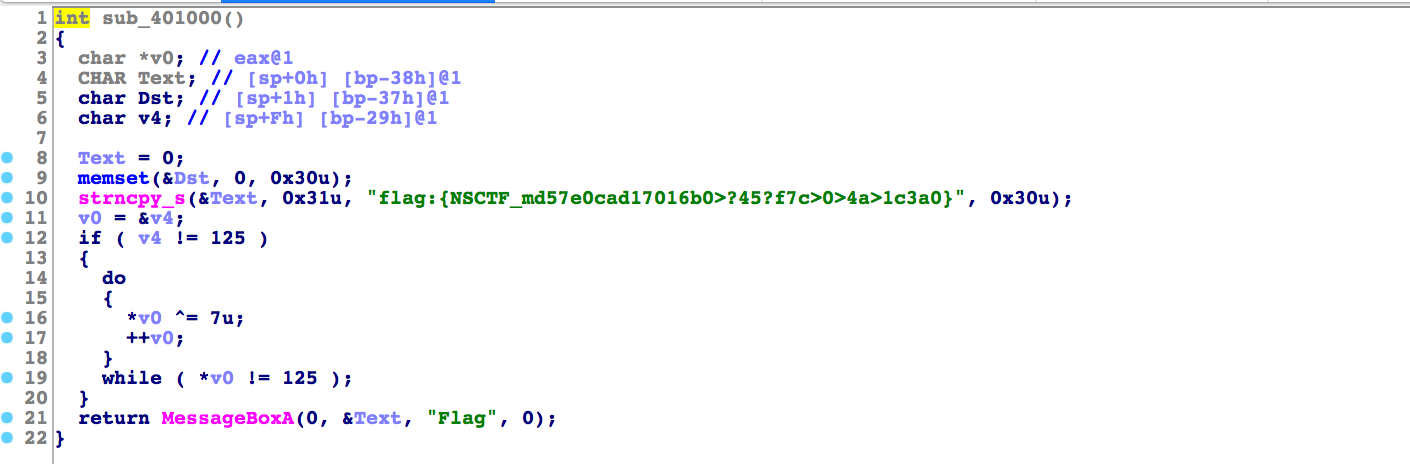 1 int sub_401000()
2 {
3 char *v0; // eax@1
4 CHAR Text; // [sp+0h] [bp-38h]@1
5 char Dst; // [sp+1h] [bp-37h]@1
6 char v4; // [sp+Fh] [bp-29h]@1
7
8 Text = 0;
9 memset(&Dst, 0, 0x30u);
10 strncpy_s(&Text, 0x31u, "flag:{NSCTF_md57e0cad17016b0>?45?f7c>0>4a>1c3a0}", 0x30u);
11 v0 = &v4;
12 if ( v4 != 125 )
13 {
14 do
15 {
16 *v0 ^= 7u;
17 ++v0;
18 }
19 while ( *v0 != 125 );
20 }
21 return MessageBoxA(0, &Text, "Flag", 0);
22 }